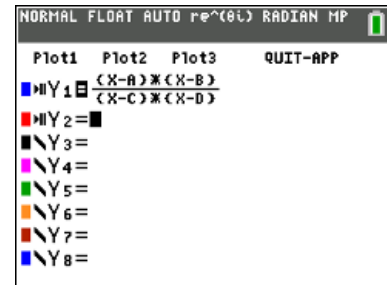 NORMAL FLOAT AUTO re^(θi) RADIAN MP
Plot1 Plot2 Plot3 QUIT-APP
Y1=(X-A)*(X-B)
(X-C)*(X-D)
Y2=
Y3=
Y4=
Y5=
Y6=
Y7=
Y8=